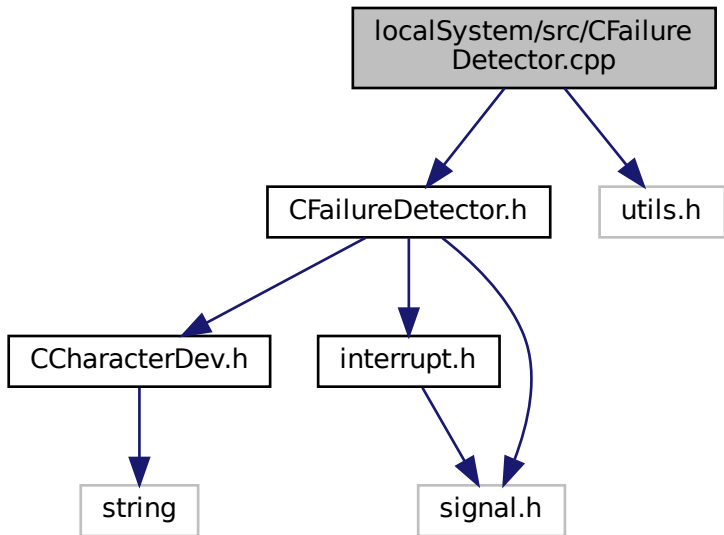 localSystem/src/CFailure
Detector.cpp
CFailureDetector.h
utils.h
CCharacterDev.h
interrupt.h
string
signal.h